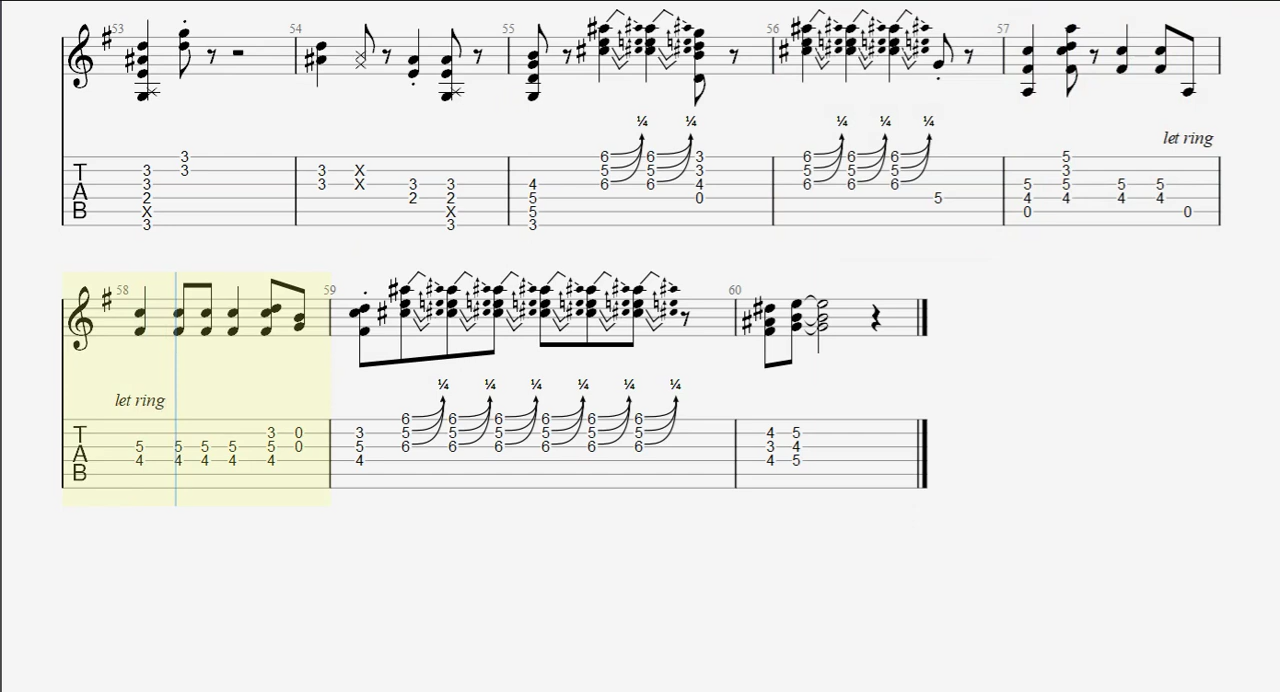 53 54 55 56 57
¼ ¼ ¼ ¼ ¼
let ring
T 3 3 3 X 6 6 3 6 6 6 5
3 3 3 X 5 5 3 5 5 5 3
A 3 3 X 3 3 4 6 6 4 6 6 6 5 5 5 5
2 2 2 5 0 5 4 4 4 4
B X X 5 0 0
3 3 3
58 59 60
¼ ¼ ¼ ¼ ¼ ¼
let ring
6 6 6 6 6 6
T 3 0 3 5 5 5 5 5 5 4 5
A 5 5 5 5 5 0 5 6 6 6 6 6 6 3 4
4 4 4 4 4 4 4 5
B